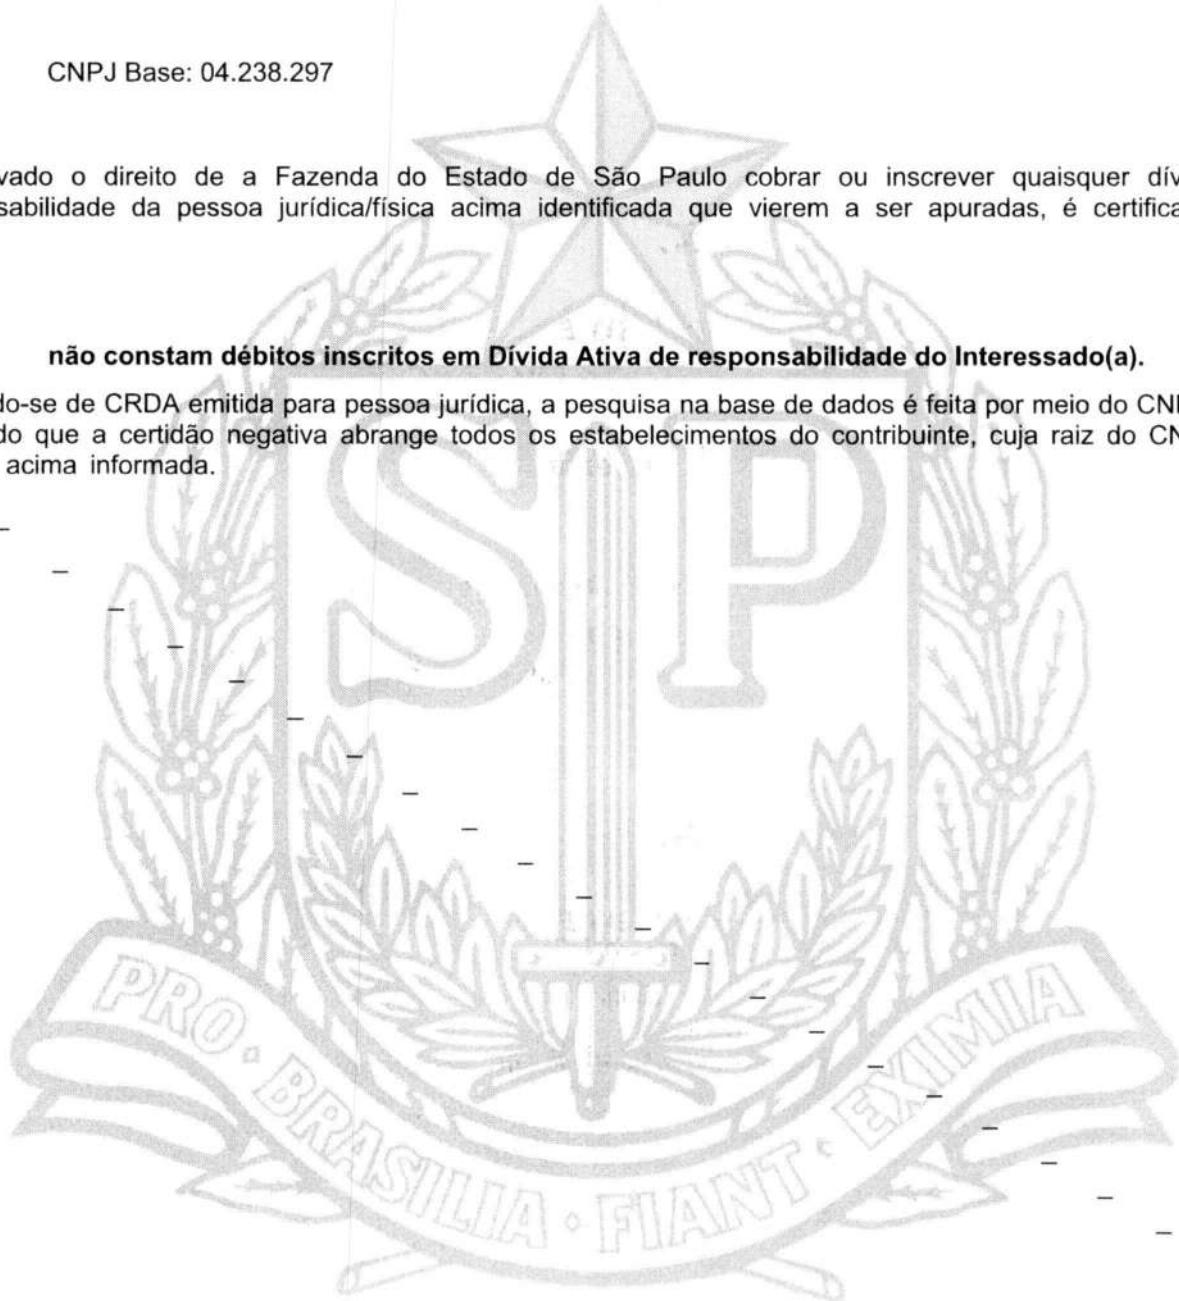 CNPJ Base: 04.238.297
vado o direito de a Fazenda do Estado de São Paulo cobrar ou inscrever quaisquer dív
sabilidade da pessoa jurídica/física acima identificada que vierem a ser apuradas, é certifica
não constam débitos inscritos em Dívida Ativa de responsabilidade do Interessado(a).
do-se de CRDA emitida para pessoa jurídica, a pesquisa na base de dados é feita por meio do CN
do que a certidão negativa abrange todos os estabelecimentos do contribuinte, cuja raiz do CN
acima informada.
SP
PRO · BRASILIA · FIANT · EXIMIA